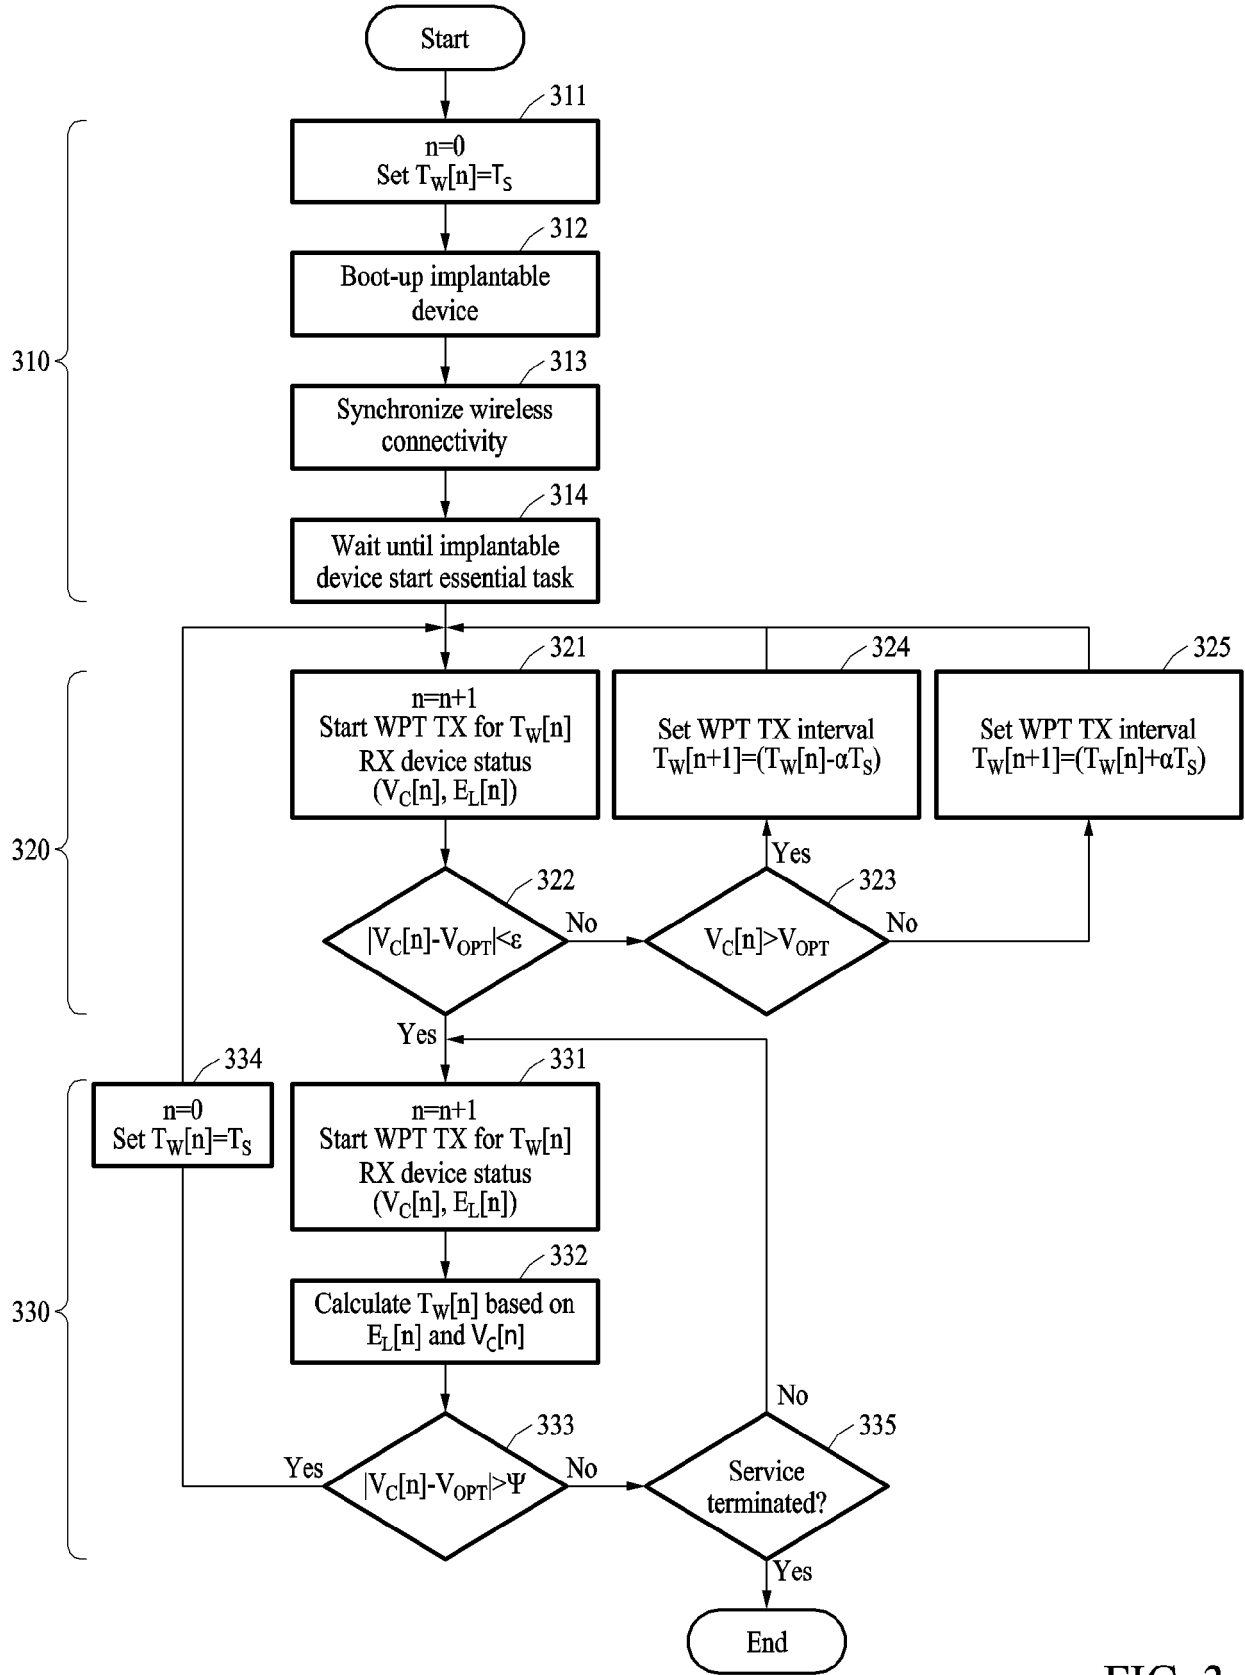 Start
311
n=0
Set T_W[n]=T_S
312
Boot-up implantable
device
310
313
Synchronize wireless
connectivity
314
Wait until implantable
device start essential task
321
n=n+1
Start WPT TX for T_W[n]
RX device status
(V_C[n], E_L[n])
324
Set WPT TX interval
T_W[n+1]=(T_W[n]-αT_S)
325
Set WPT TX interval
T_W[n+1]=(T_W[n]+αT_S)
320
322
|V_C[n]-V_OPT|<ε
No
Yes
323
V_C[n]>V_OPT
Yes
No
334
n=0
Set T_W[n]=T_S
331
n=n+1
Start WPT TX for T_W[n]
RX device status
(V_C[n], E_L[n])
330
332
Calculate T_W[n] based on
E_L[n] and V_C[n]
333
|V_C[n]-V_OPT|>Ψ
Yes
No
335
Service
terminated?
No
Yes
End